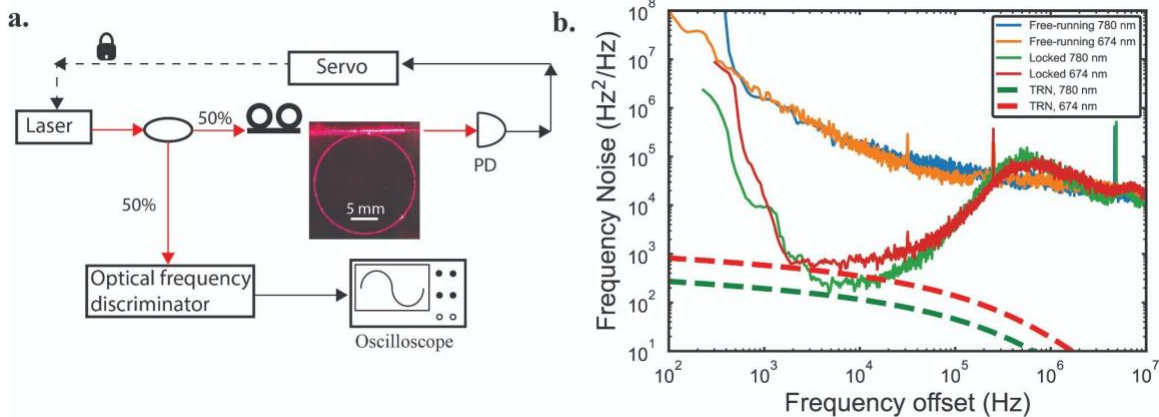 a.
Servo
Laser
50%
PD
5 mm
50%
Optical frequency
discriminator
Oscilloscope
b.
Frequency Noise (Hz²/Hz)
10⁸
10⁷
10⁶
10⁵
10⁴
10³
10²
10¹
Free-running 780 nm
Free-running 674 nm
Locked 780 nm
Locked 674 nm
TRN, 780 nm
TRN, 674 nm
10² 10³ 10⁴ 10⁵ 10⁶ 10⁷
Frequency offset (Hz)